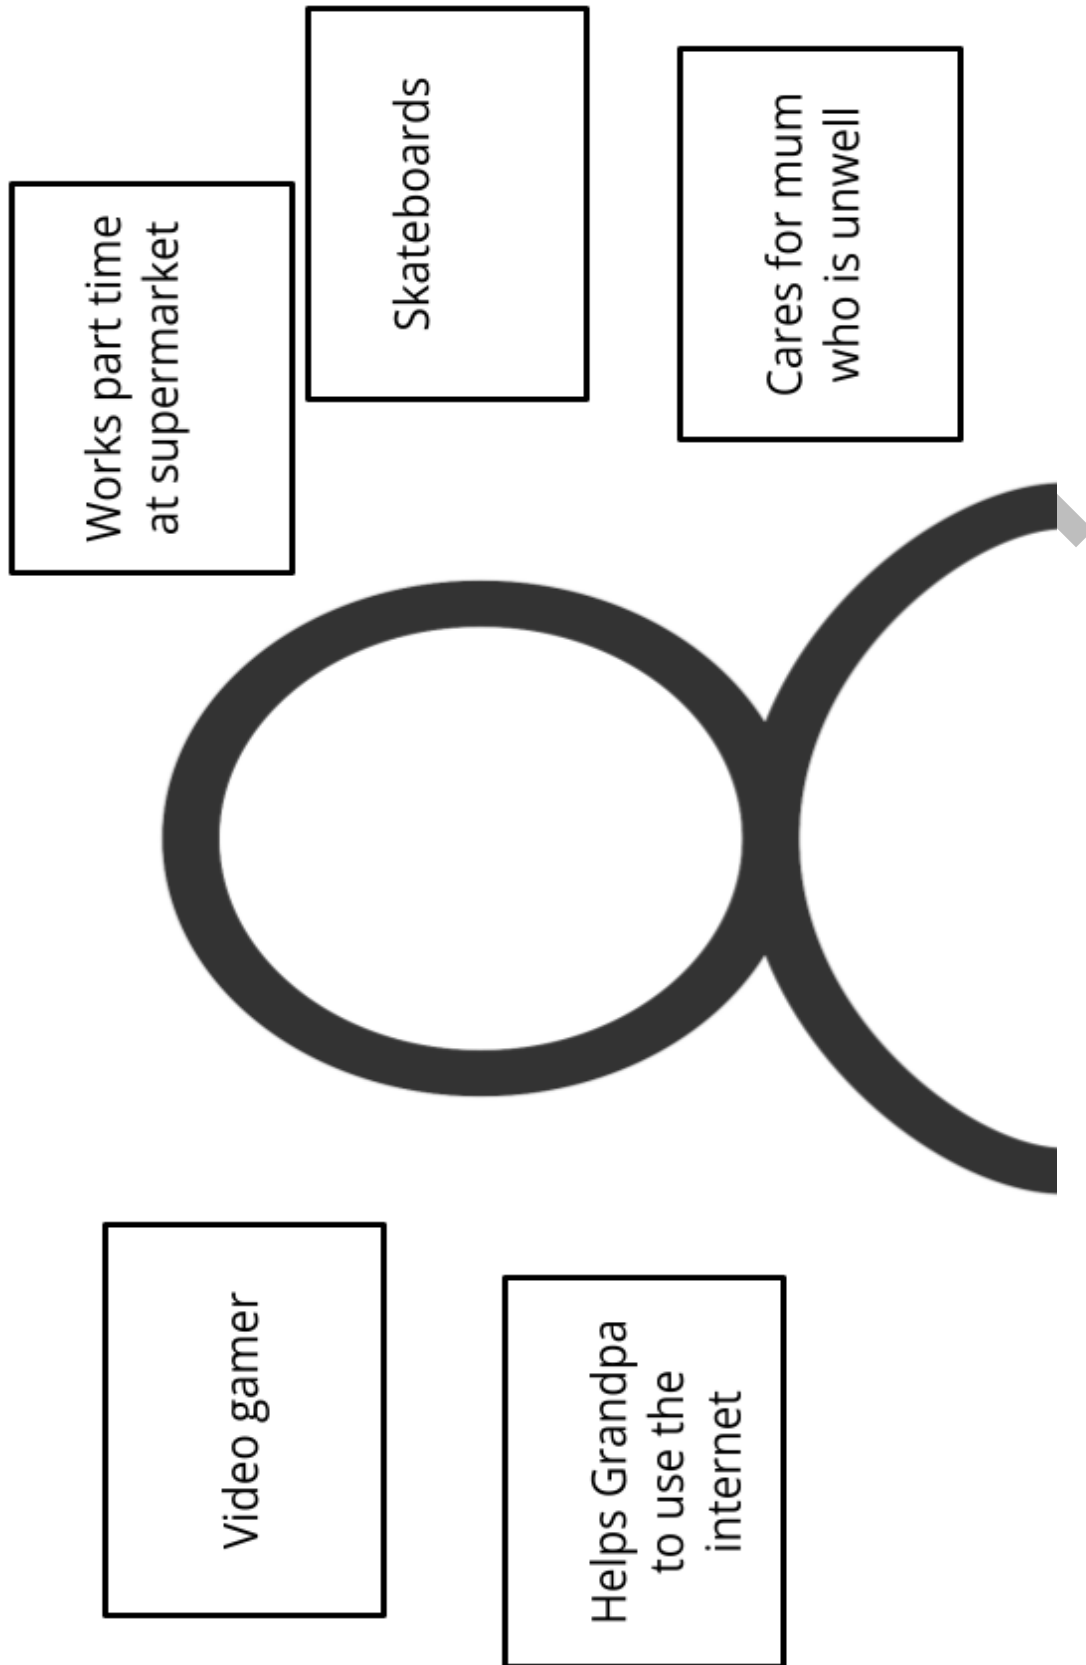 Video gamer
Works part time
at supermarket
Skateboards
Helps Grandpa
to use the
internet
Cares for mum
who is unwell